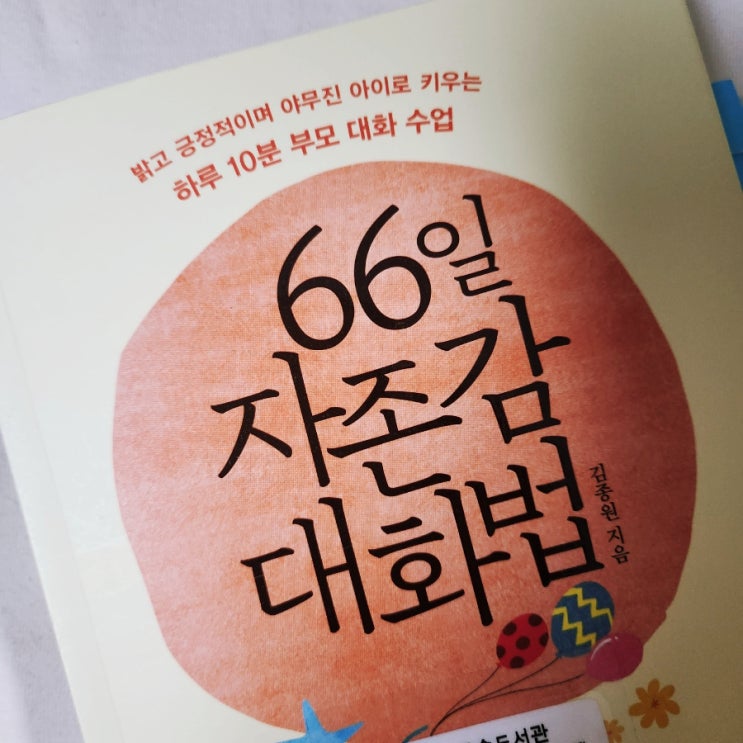 밝고 긍정적이며 야무진 아이로 키우는
하루 10분 부모 대화 수업
66일
자존감
대화법
김종원 지음